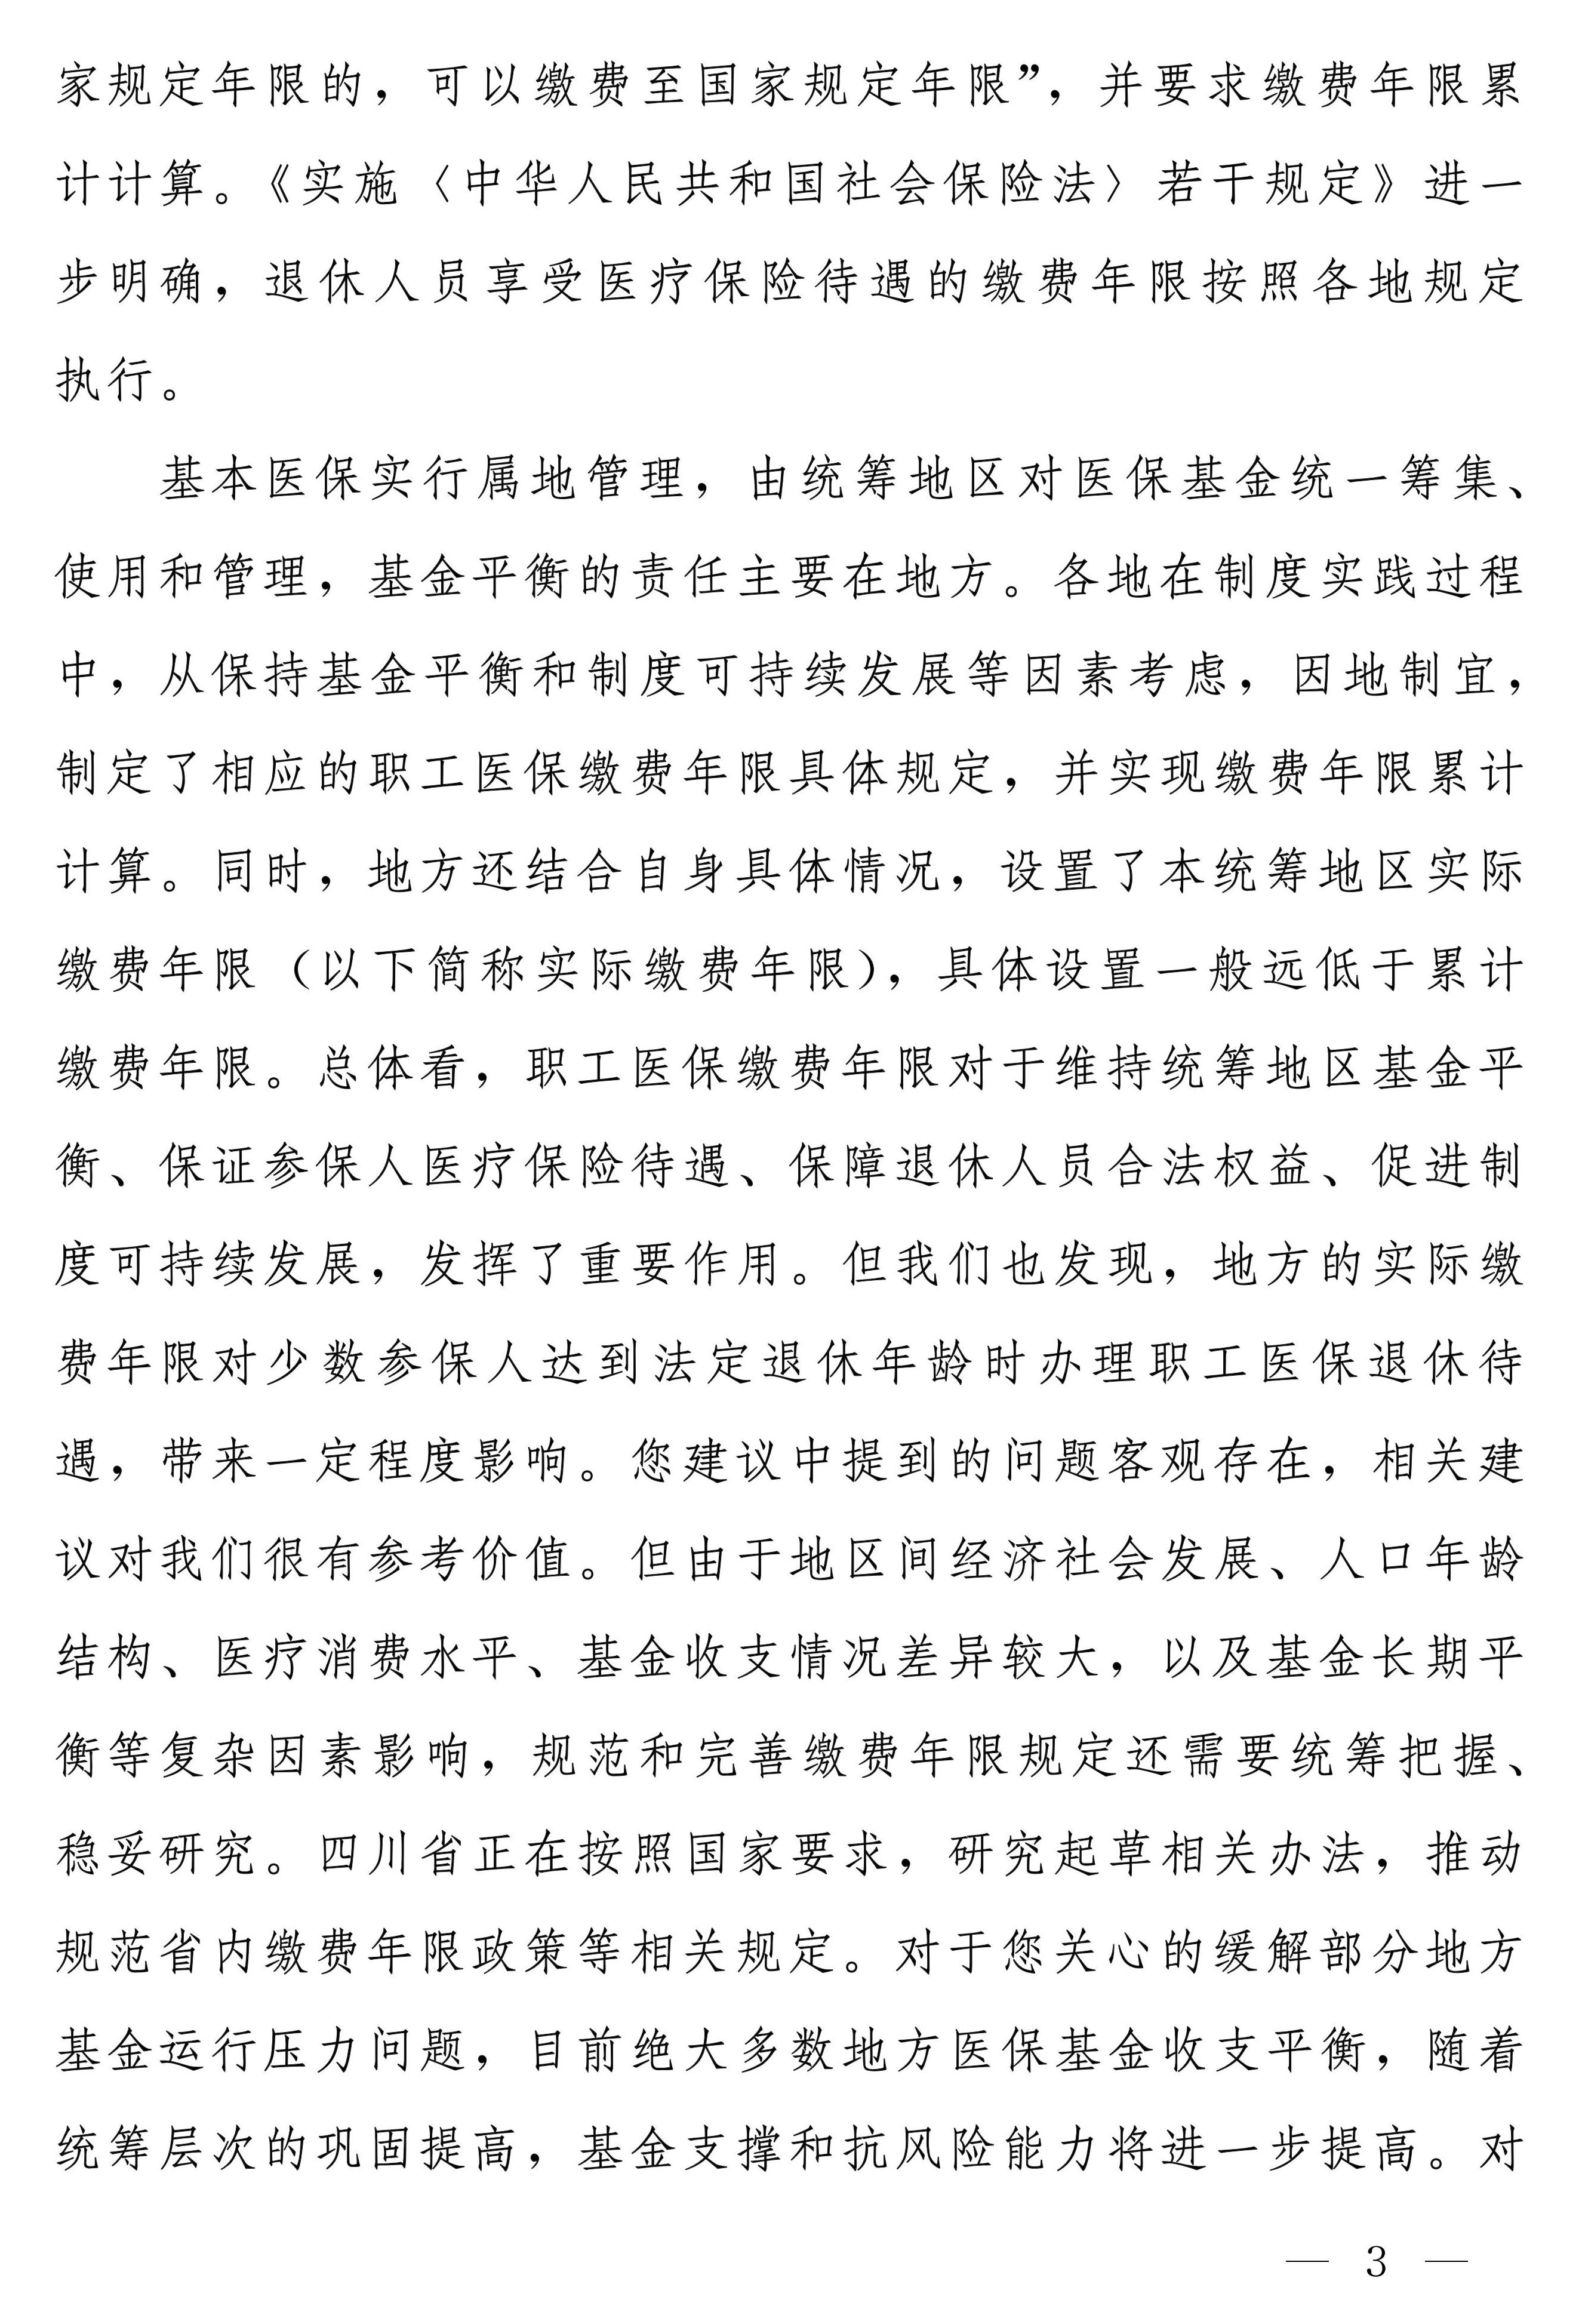 家规定年限的，可以缴费至国家规定年限”，并要求缴费年限累
计计算。《实施〈中华人民共和国社会保险法〉若干规定》进一
步明确，退休人员享受医疗保险待遇的缴费年限按照各地规定
执行。
基本医保实行属地管理，由统筹地区对医保基金统一筹集、
使用和管理，基金平衡的责任主要在地方。各地在制度实践过程
中，从保持基金平衡和制度可持续发展等因素考虑，因地制宜，
制定了相应的职工医保缴费年限具体规定，并实现缴费年限累计
计算。同时，地方还结合自身具体情况，设置了本统筹地区实际
缴费年限（以下简称实际缴费年限），具体设置一般远低于累计
缴费年限。总体看，职工医保缴费年限对于维持统筹地区基金平
衡、保证参保人医疗保险待遇、保障退休人员合法权益、促进制
度可持续发展，发挥了重要作用。但我们也发现，地方的实际缴
费年限对少数参保人达到法定退休年龄时办理职工医保退休待
遇，带来一定程度影响。您建议中提到的问题客观存在，相关建
议对我们很有参考价值。但由于地区间经济社会发展、人口年龄
结构、医疗消费水平、基金收支情况差异较大，以及基金长期平
衡等复杂因素影响，规范和完善缴费年限规定还需要统筹把握、
稳妥研究。四川省正在按照国家要求，研究起草相关办法，推动
规范省内缴费年限政策等相关规定。对于您关心的缓解部分地方
基金运行压力问题，目前绝大多数地方医保基金收支平衡，随着
统筹层次的巩固提高，基金支撑和抗风险能力将进一步提高。对
— 3 —